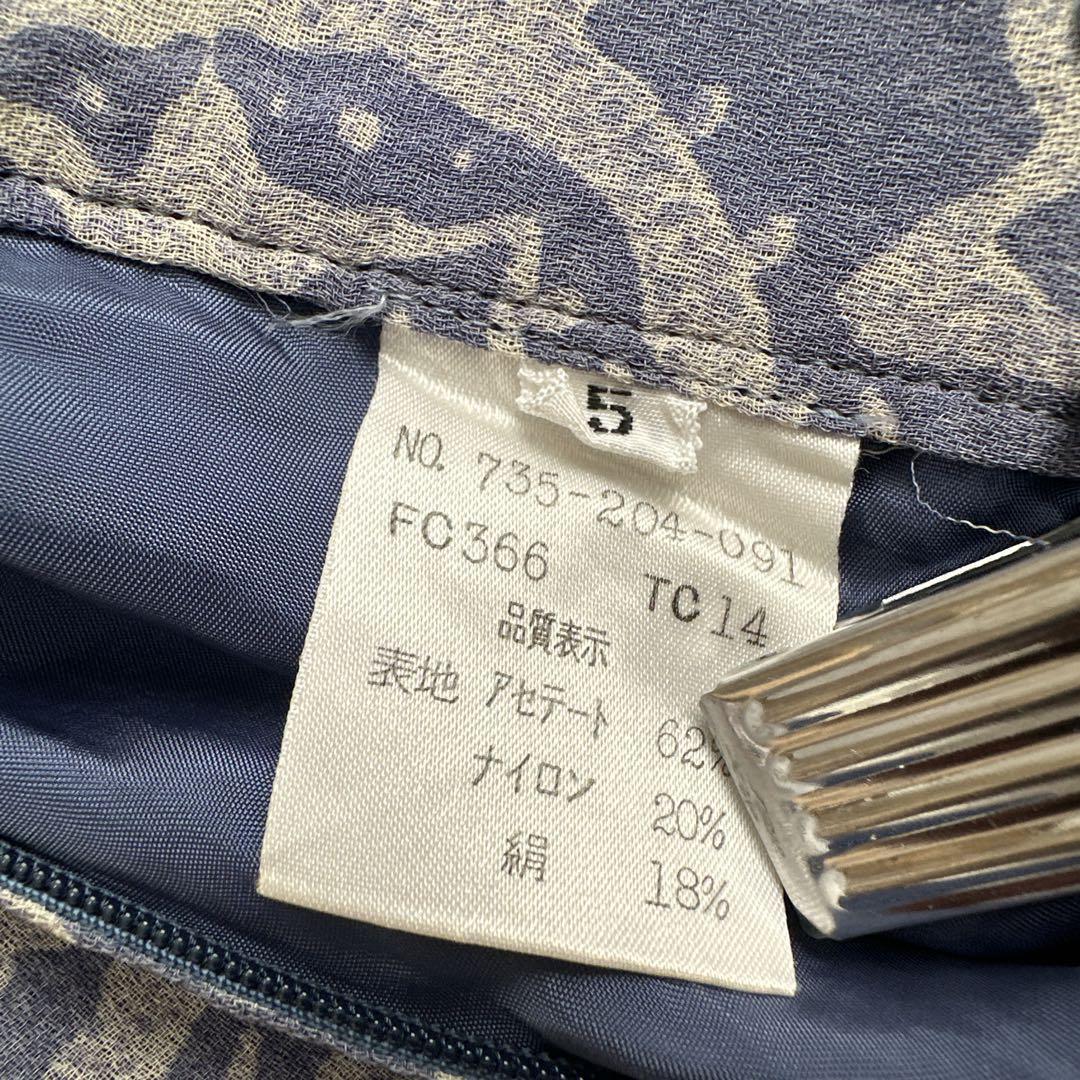 5
NO. 735-204-691
FC366 TC14
品質表示
表地 アセテート 62%
ナイロン 20%
絹 18%